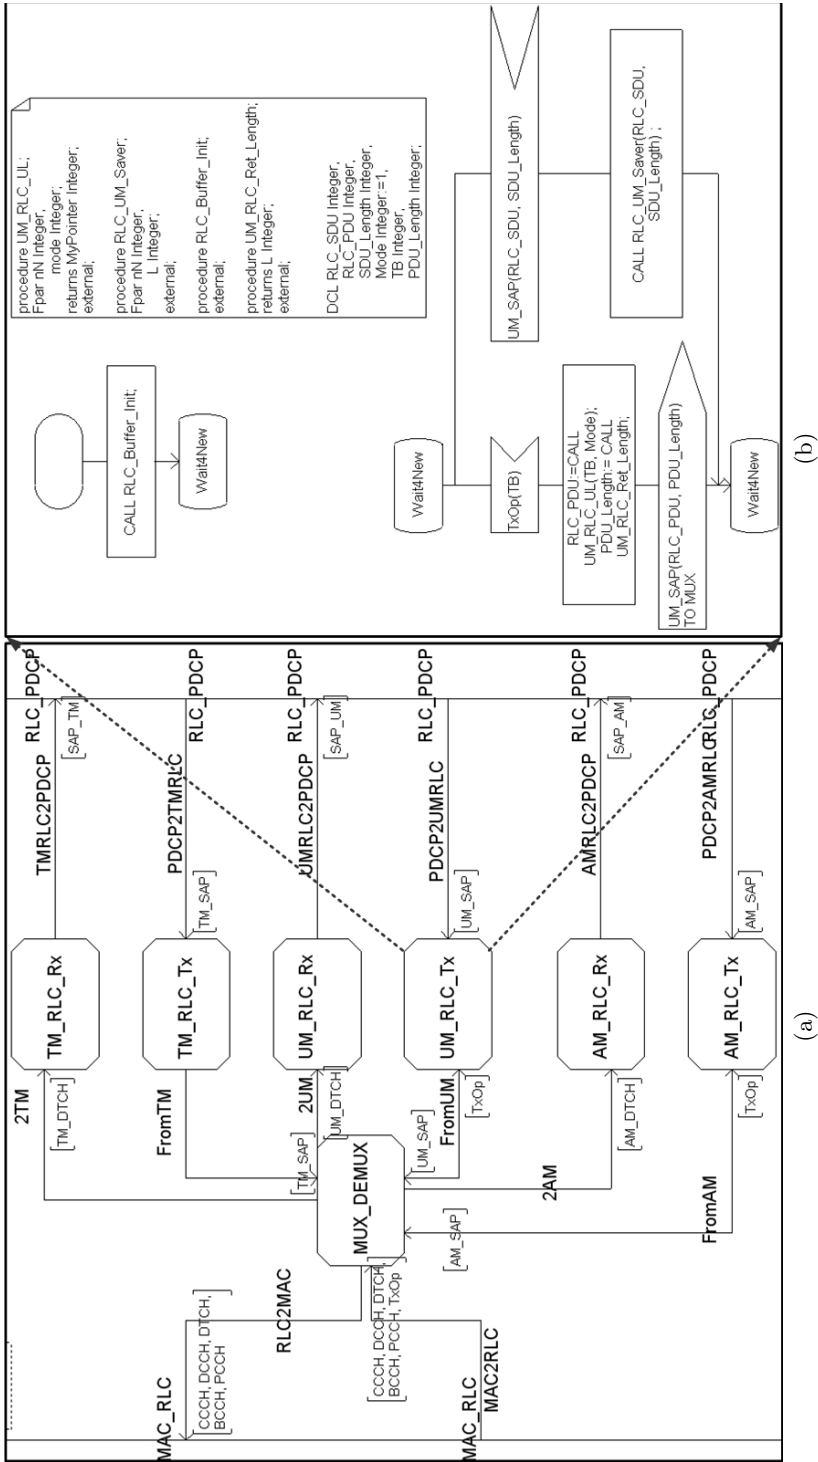 MAC_RLC
CCCH, DCCH, DTCH,
BCCH, PCCH
RLC2MAC
MAC_RLC
MAC2RLC
CCCH, DCCH, DTCH,
BCCH, PCCH, TxOp
MUX_DEMUX
2TM
TM_DTCH
FromTM
TM_SAP
2UM
UM_DTCH
UM_SAP
FromUM
TxOp
2AM
AM_DTCH
AM_SAP
FromAM
TxOp
TM_RLC_Rx
TM_RLC_Tx
UM_RLC_Rx
UM_RLC_Tx
AM_RLC_Rx
AM_RLC_Tx
TMRLC2PDCP
SAP_TM
RLC_PDCP
PDCP2TMRLC
TM_SAP
RLC_PDCP
UMRLC2PDCP
SAP_UM
RLC_PDCP
PDCP2UMRLC
UM_SAP
RLC_PDCP
AMRLC2PDCP
SAP_AM
RLC_PDCP
PDCP2AMRLC
AM_SAP
RLC_PDCP
(a)
CALL RLC_Buffer_Init;
Wait4New
procedure UM_RLC_UL;
Fpar nN Integer,
mode Integer;
returns MyPointer Integer;
external;
procedure RLC_UM_Saver;
Fpar nN Integer,
L Integer;
external;
procedure RLC_Buffer_Init;
external;
procedure UM_RLC_Ret_Length;
returns L Integer;
external;
DCL RLC_SDU Integer,
RLC_PDU Integer,
SDU_Length Integer,
Mode Integer:=1,
TB Integer,
PDU_Length Integer;
Wait4New
TxOp(TB)
RLC_PDU:=CALL
UM_RLC_UL(TB, Mode);
PDU_Length:= CALL
UM_RLC_Ret_Length;
UM_SAP(RLC_PDU, PDU_Length)
TO MUX
Wait4New
UM_SAP(RLC_SDU, SDU_Length)
CALL RLC_UM_Saver(RLC_SDU,
SDU_Length) ;
(b)